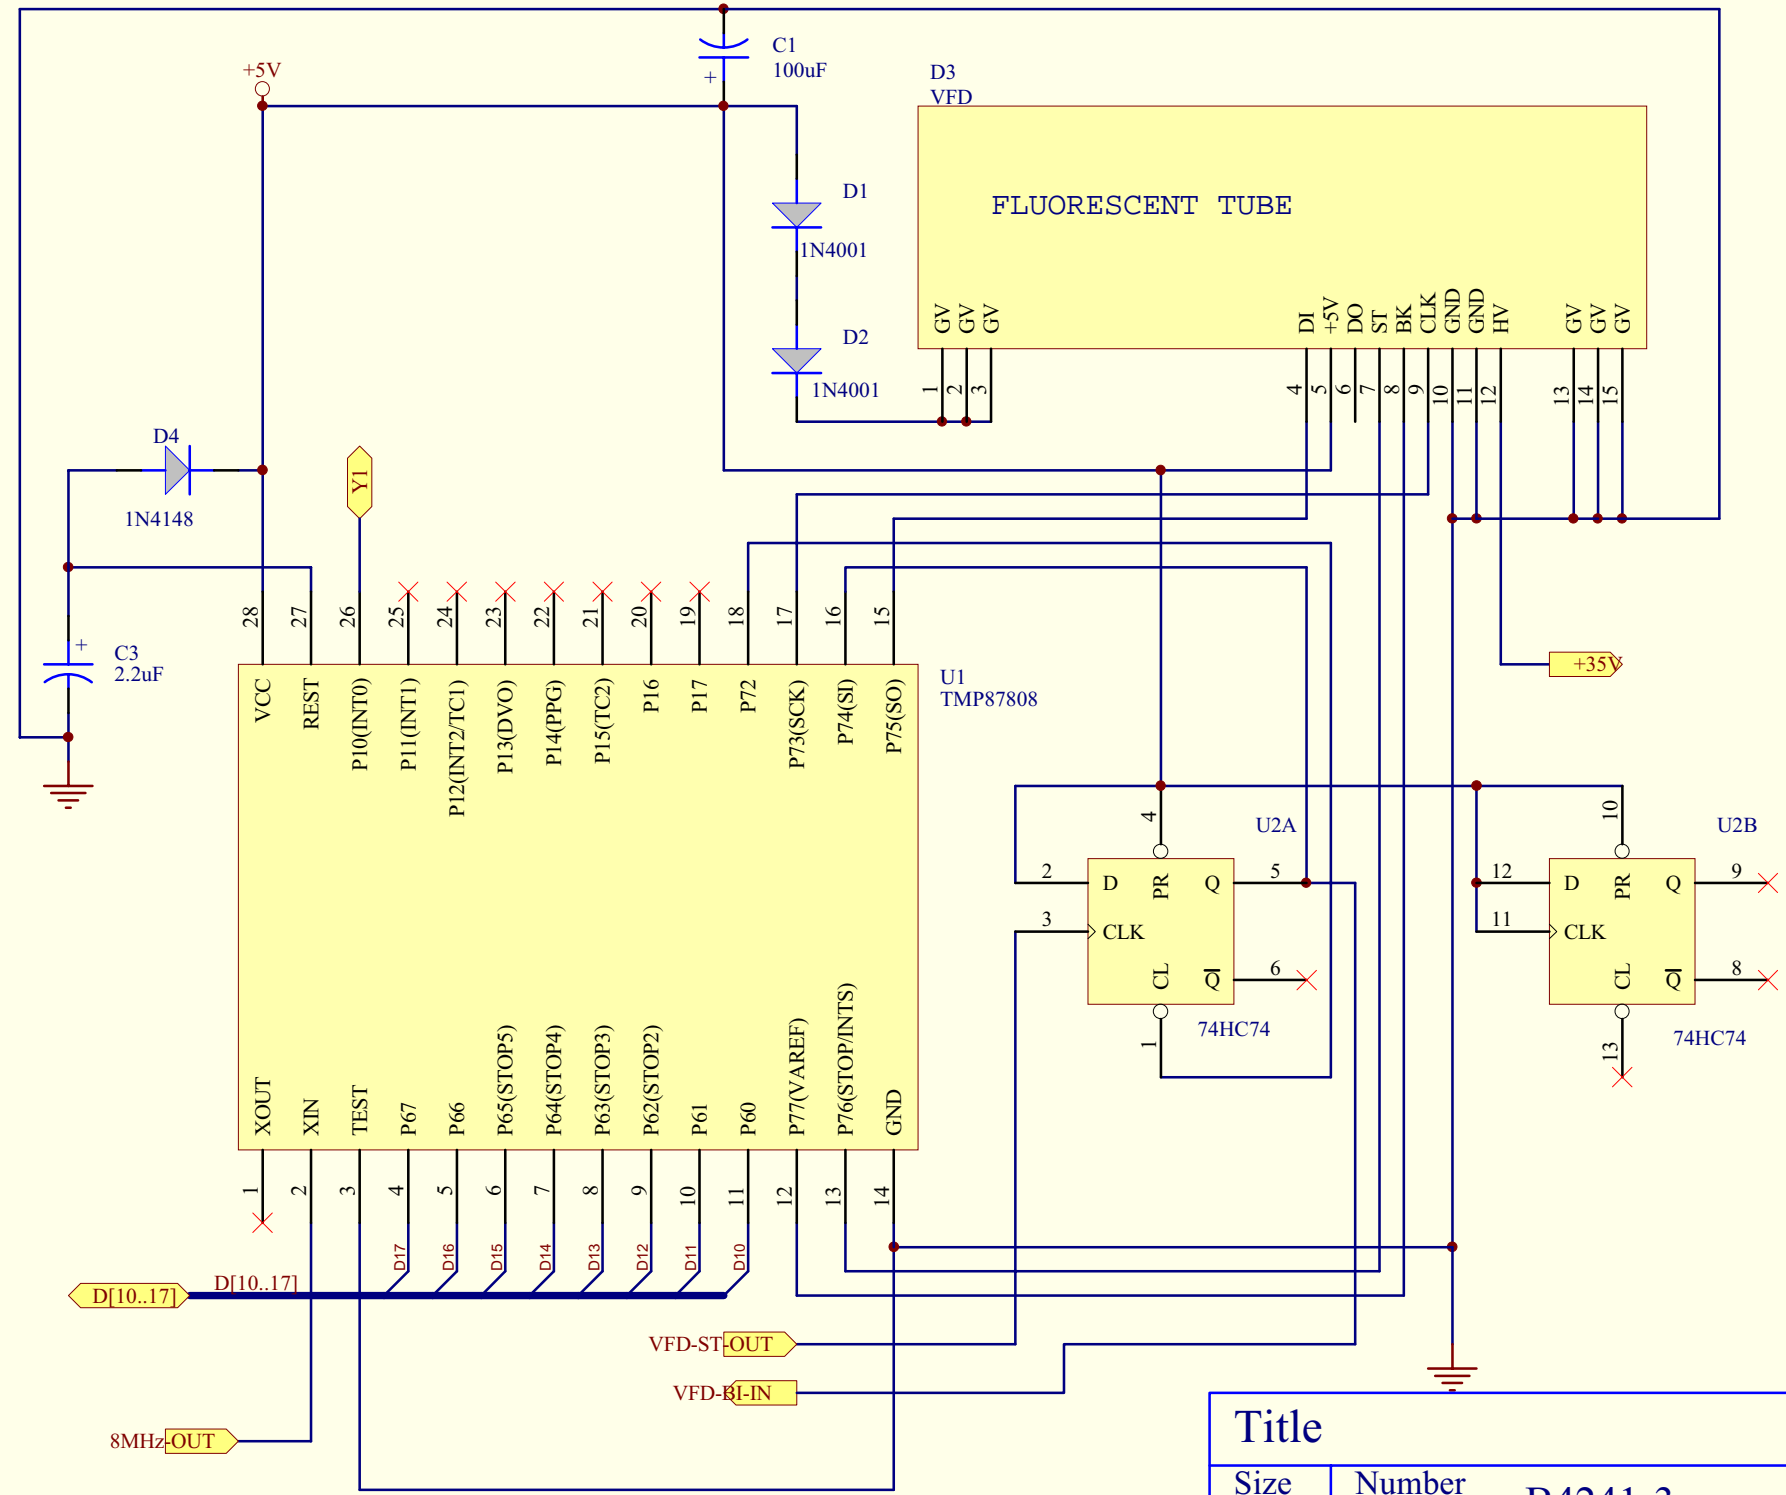 C1
100uF
+
+5V
D3
VFD
FLUORESCENT TUBE
D1
1N4001
D2
1N4001
GV
GV
GV
DI
+5V
DO
ST
BK
CLK
GND
GND
HV
GV
GV
GV
1
2
3
4
5
6
7
8
9
10
11
12
13
14
15
D4
1N4148
Y1
+
C3
2.2uF
+35V
28
27
26
25
24
23
22
21
20
19
18
17
16
15
U1
TMP87808
VCC
REST
P10(INT0)
P11(INT1)
P12(INT2/TC1)
P13(DVO)
P14(PPG)
P15(TC2)
P16
P17
P72
P73(SCK)
P74(SI)
P75(SO)
U2A
4
2
D
PR
Q
5
3
CLK
CL
Q
6
1
74HC74
U2B
10
12
D
PR
Q
9
11
CLK
CL
Q
8
13
74HC74
XOUT
XIN
TEST
P67
P66
P65(STOP5)
P64(STOP4)
P63(STOP3)
P62(STOP2)
P61
P60
P77(VAREF)
P76(STOP/INTS)
GND
1
2
3
4
5
6
7
8
9
10
11
12
13
14
D17
D16
D15
D14
D13
D12
D11
D10
D[10..17]
D[10..17]
VFD-ST-OUT
VFD-BI-IN
8MHz-OUT
Title
Size
Number